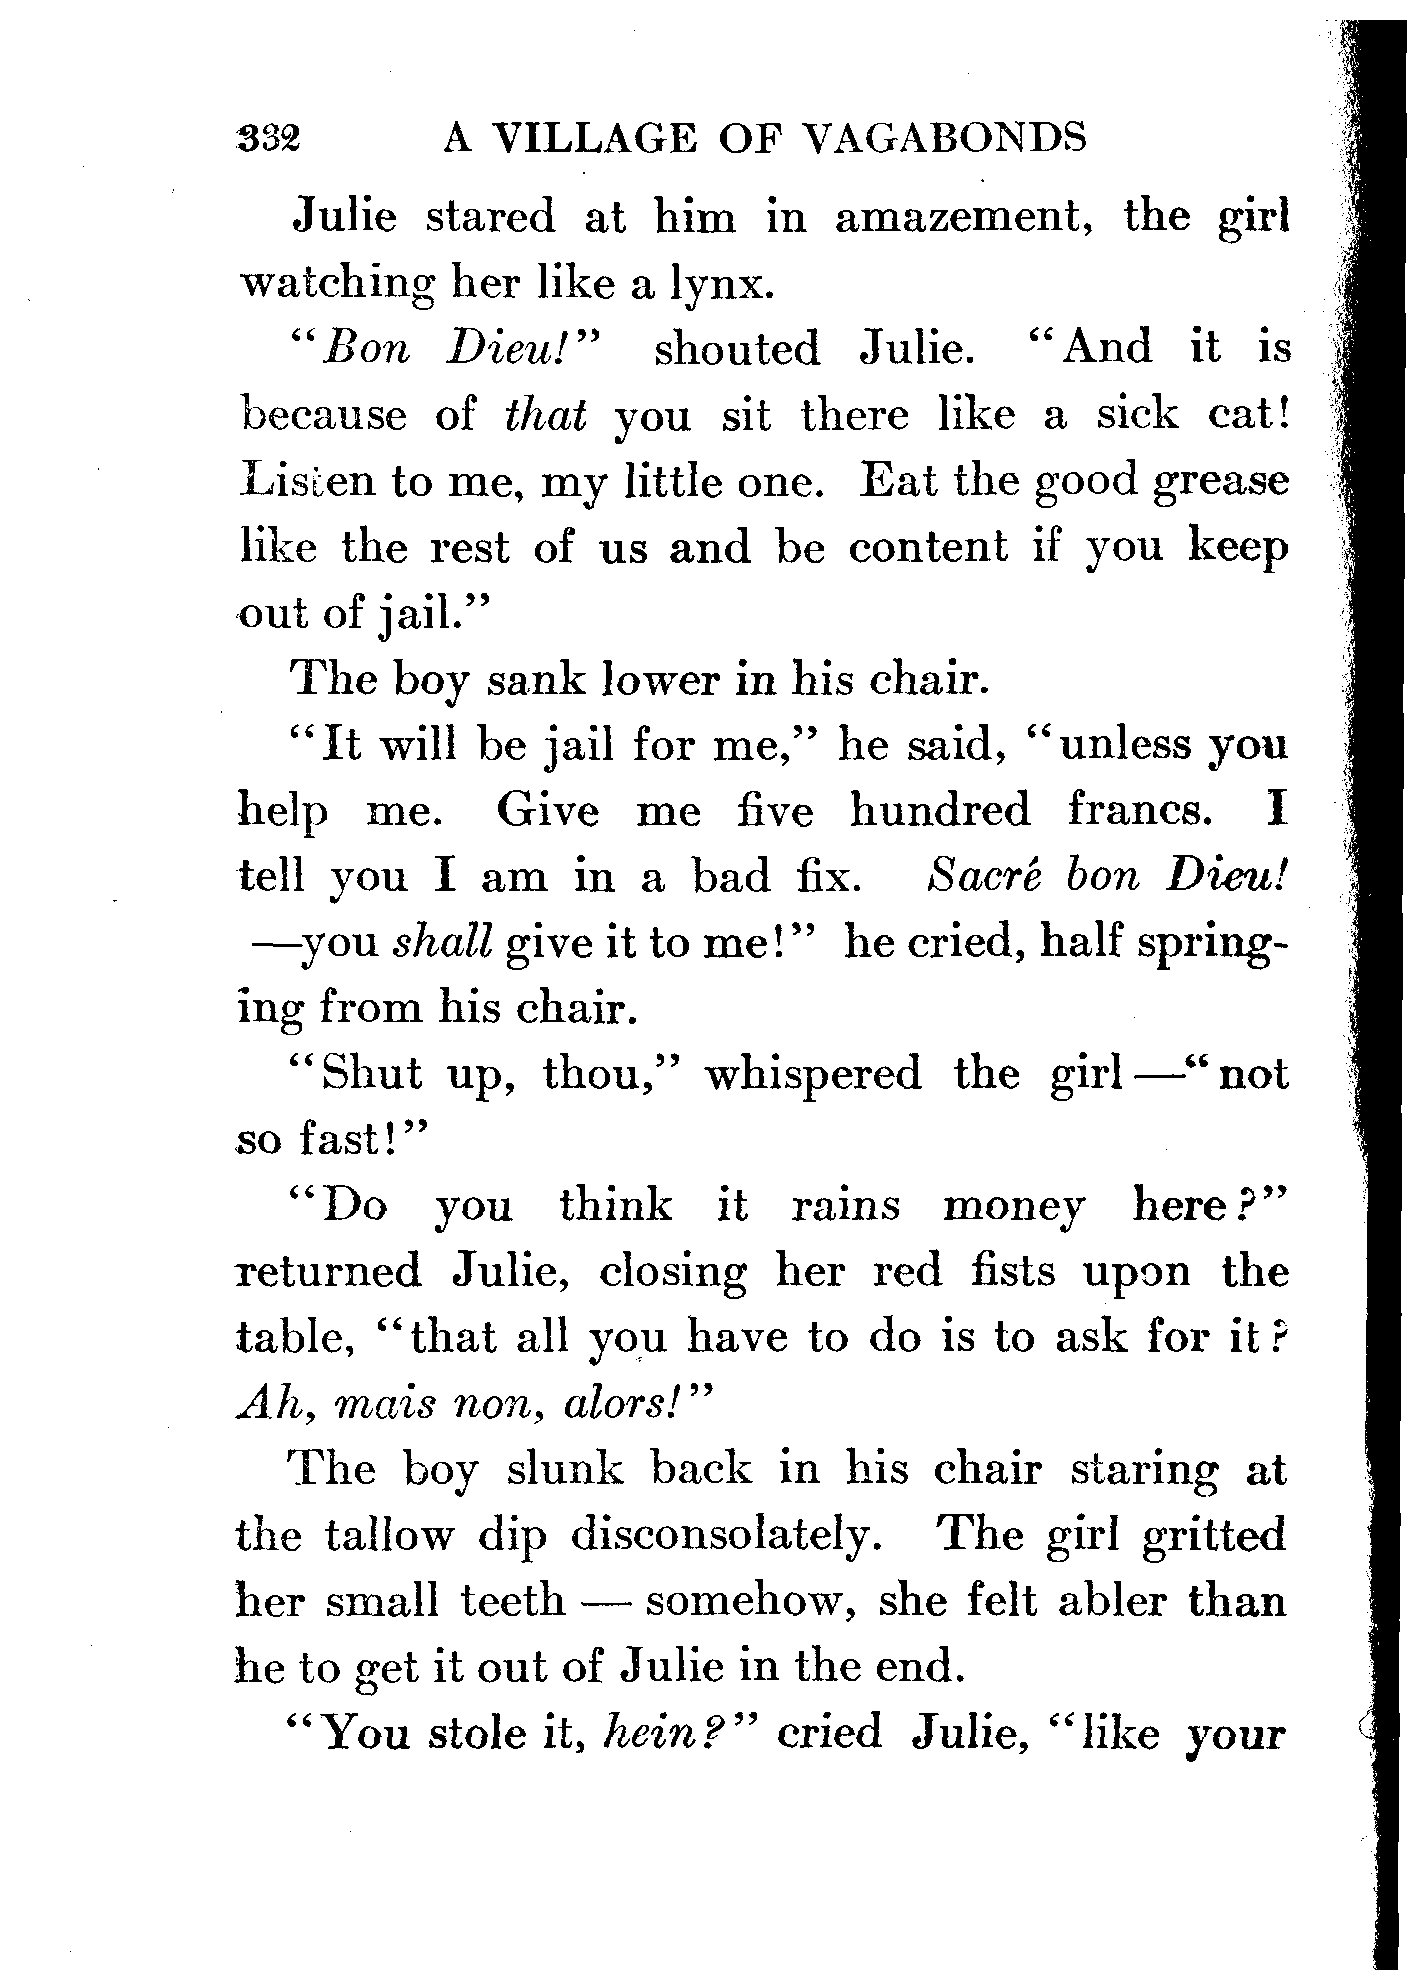 332 A VILLAGE OF VAGABONDS
Julie stared at him in amazement, the girl
watching her like a lynx.
"Bon Dieu!" shouted Julie. "And it is
because of that you sit there like a sick cat!
Listen to me, my little one. Eat the good grease
like the rest of us and be content if you keep
out of jail."
The boy sank lower in his chair.
"It will be jail for me," he said, "unless you
help me. Give me five hundred francs. I
tell you I am in a bad fix. Sacré bon Dieu!
—you shall give it to me!" he cried, half spring-
ing from his chair.
"Shut up, thou," whispered the girl—"not
so fast!"
"Do you think it rains money here?"
returned Julie, closing her red fists upon the
table, "that all you have to do is to ask for it?
Ah, mais non, alors!"
The boy slunk back in his chair staring at
the tallow dip disconsolately. The girl gritted
her small teeth — somehow, she felt abler than
he to get it out of Julie in the end.
"You stole it, hein?" cried Julie, "like your